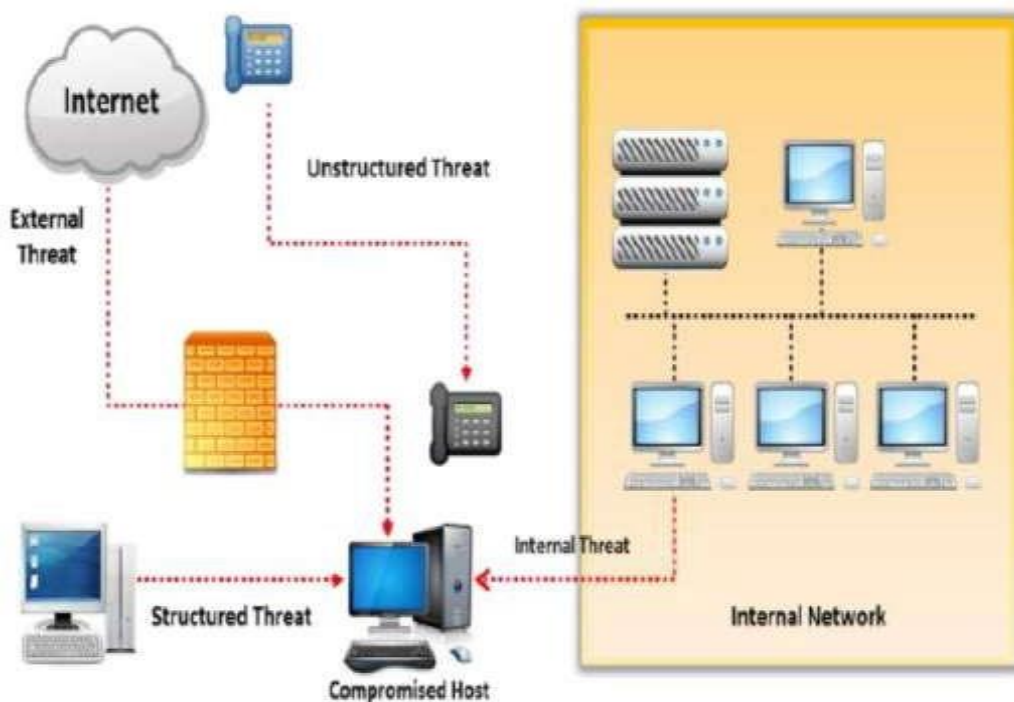 Internet
Unstructured Threat
External
Threat
Internal Threat
Structured Threat
Internal Network
Compromised Host